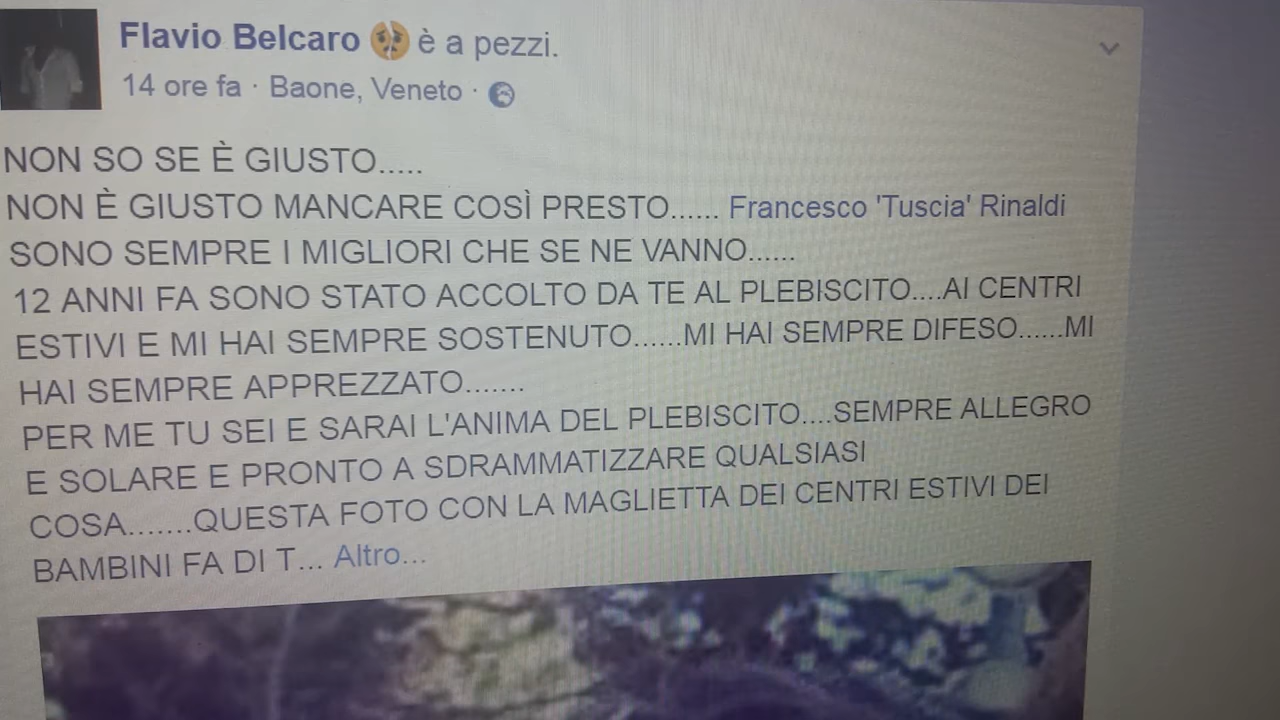 Flavio Belcaro è a pezzi.
14 ore fa · Baone, Veneto ·
NON SO SE È GIUSTO.....
NON È GIUSTO MANCARE COSÌ PRESTO...... Francesco 'Tuscia' Rinaldi
SONO SEMPRE I MIGLIORI CHE SE NE VANNO......
12 ANNI FA SONO STATO ACCOLTO DA TE AL PLEBISCITO....AI CENTRI
ESTIVI E MI HAI SEMPRE SOSTENUTO......MI HAI SEMPRE DIFESO......MI
HAI SEMPRE APPREZZATO.......
PER ME TU SEI E SARAI L'ANIMA DEL PLEBISCITO....SEMPRE ALLEGRO
E SOLARE E PRONTO A SDRAMMATIZZARE QUALSIASI
COSA.......QUESTA FOTO CON LA MAGLIETTA DEI CENTRI ESTIVI DEI
BAMBINI FA DI T... Altro...